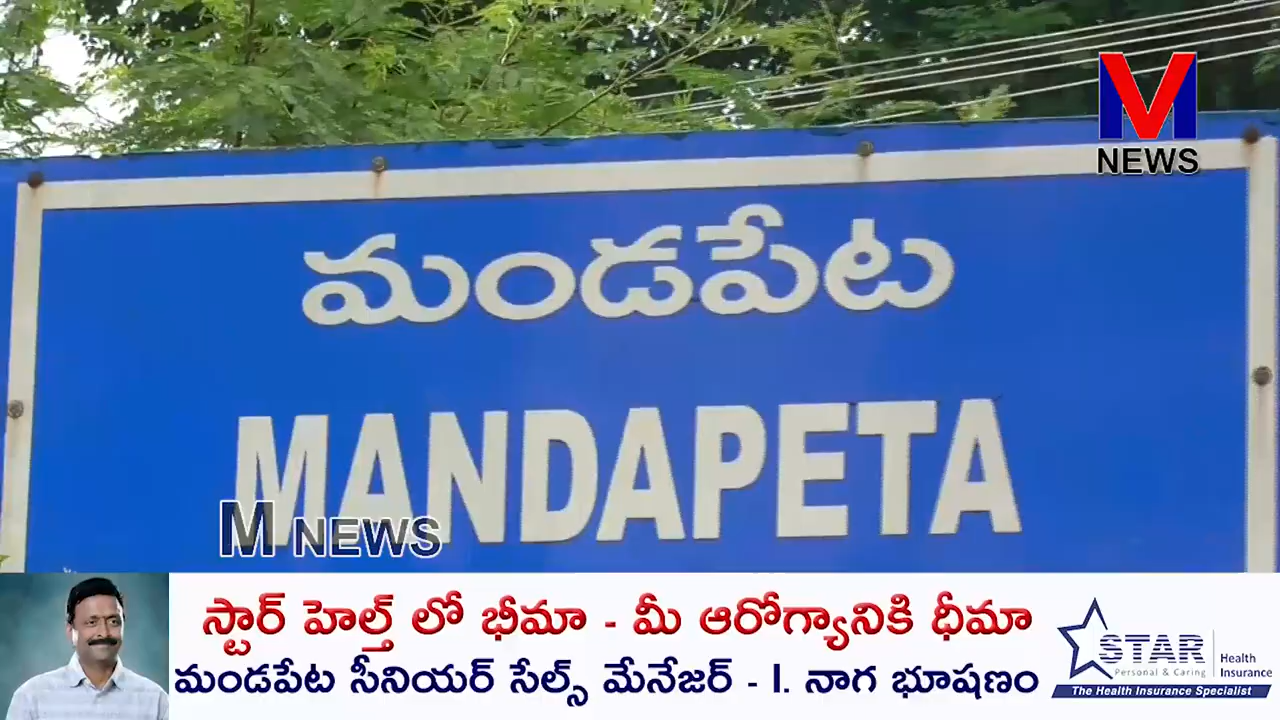 M
NEWS
మండపేట
MANDAPETA
M NEWS
స్టార్ హెల్త్ లో భీమా - మీ ఆరోగ్యానికి ధీమా
మండపేట సీనియర్ సేల్స్ మేనేజర్ - I. నాగ భూషణం
STAR
Personal & Caring
Health
Insurance
The Health Insurance Specialist